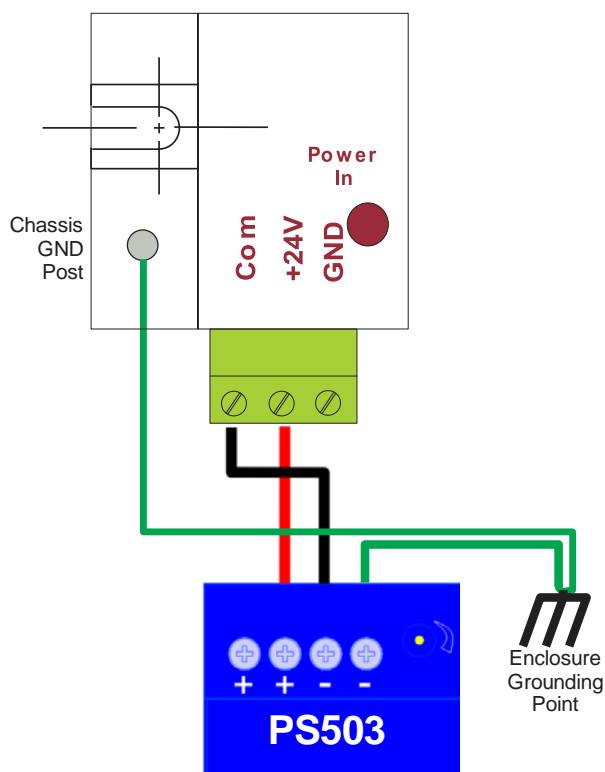 Power
In
Chassis
GND
Post
Com
+24V
GND
+ + - -
PS503
Enclosure
Grounding
Point